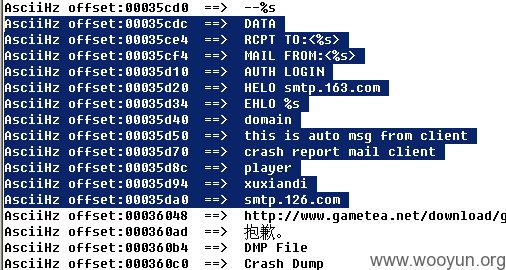 AsciiHz offset:00035cd0 ==> --%s
AsciiHz offset:00035cdc ==> DATA
AsciiHz offset:00035ce4 ==> RCPT TO:<%s>
AsciiHz offset:00035cf4 ==> MAIL FROM:<%s>
AsciiHz offset:00035d10 ==> AUTH LOGIN
AsciiHz offset:00035d20 ==> HELO smtp.163.com
AsciiHz offset:00035d34 ==> EHLO %s
AsciiHz offset:00035d40 ==> domain
AsciiHz offset:00035d50 ==> this is auto msg from client
AsciiHz offset:00035d70 ==> crash report mail client
AsciiHz offset:00035d8c ==> player
AsciiHz offset:00035d94 ==> xuxiandi
AsciiHz offset:00035da0 ==> smtp.126.com
AsciiHz offset:00036048 ==> http://www.gametea.net/download/g
AsciiHz offset:000360ad ==> 抱歉。
AsciiHz offset:000360b4 ==> DMP File
AsciiHz offset:000360c0 ==> Crash Dump
www.wooyun.org